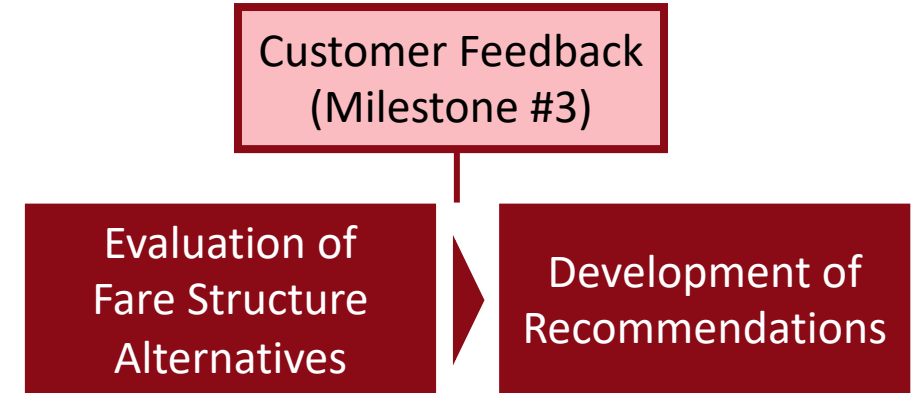 Customer Feedback
(Milestone #3)
Evaluation of
Fare Structure
Alternatives
Development of
Recommendations